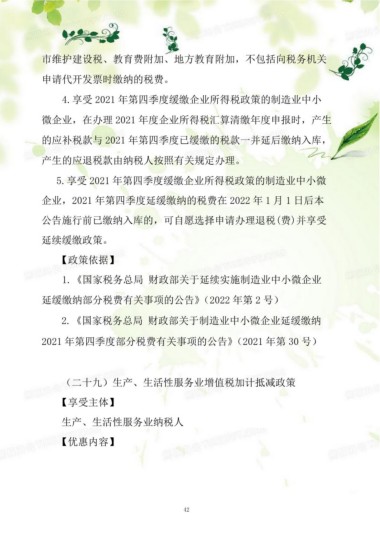 市维护建设税、教育费附加、地方教育附加，不包括向税务机关
申请代开发票时缴纳的税费。
4.享受 2021 年第四季度缓缴企业所得税政策的制造业中小
微企业，在办理 2021 年度企业所得税汇算清缴年度申报时，产生
的应补税款与 2021 年第四季度已缓缴的税款一并延后缴纳入库，
产生的应退税款由纳税人按照有关规定办理。
5.享受 2021 年第四季度缓缴企业所得税政策的制造业中小微
企业，2021 年第四季度延缓缴纳的税费在 2022 年 1 月 1 日后本
公告施行前已缴纳入库的，可自愿选择申请办理退税(费)并享受
延续缓缴政策。
【政策依据】
1.《国家税务总局 财政部关于延续实施制造业中小微企业
延缓缴纳部分税费有关事项的公告》（2022 年第 2 号）
2.《国家税务总局 财政部关于制造业中小微企业延缓缴纳
2021 年第四季度部分税费有关事项的公告》（2021 年第 30 号）
（二十九）生产、生活性服务业增值税加计抵减政策
【享受主体】
生产、生活性服务业纳税人
【优惠内容】
42